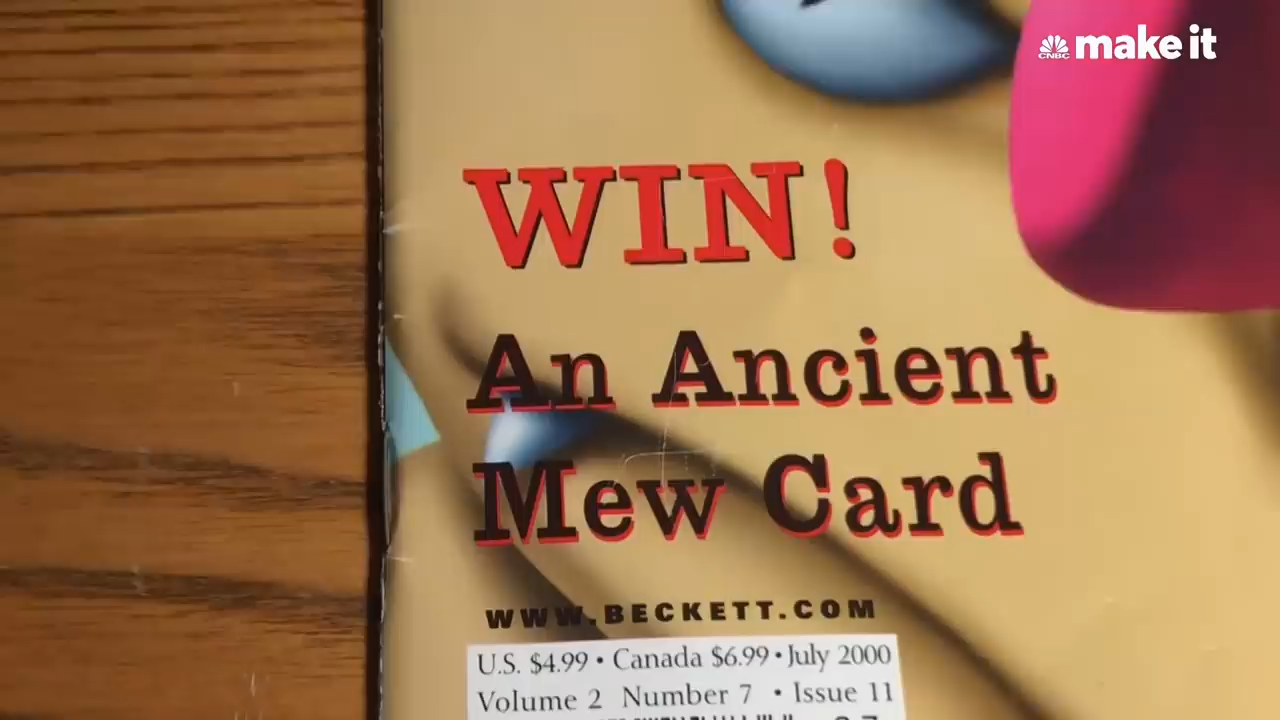 CNBC make it
WIN!
An Ancient
Mew Card
WWW.BECKETT.COM
U.S. $4.99 • Canada $6.99 • July 2000
Volume 2 Number 7 • Issue 11